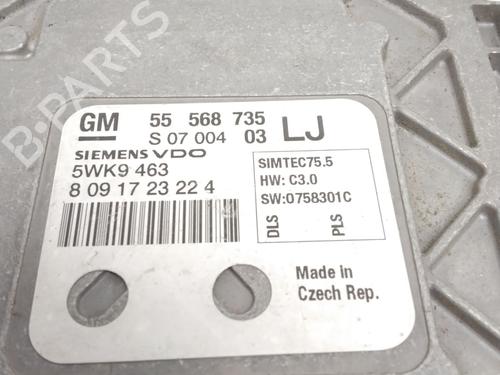 B-PARTS
GM 55 568 735 LJ
S 07 004 03
SIEMENS VDO
5WK9 463
8 09 17 23 22 4
SIMTEC75.5
HW: C3.0
SW:0758301C
DLS PLS
Made in
Czech Rep.